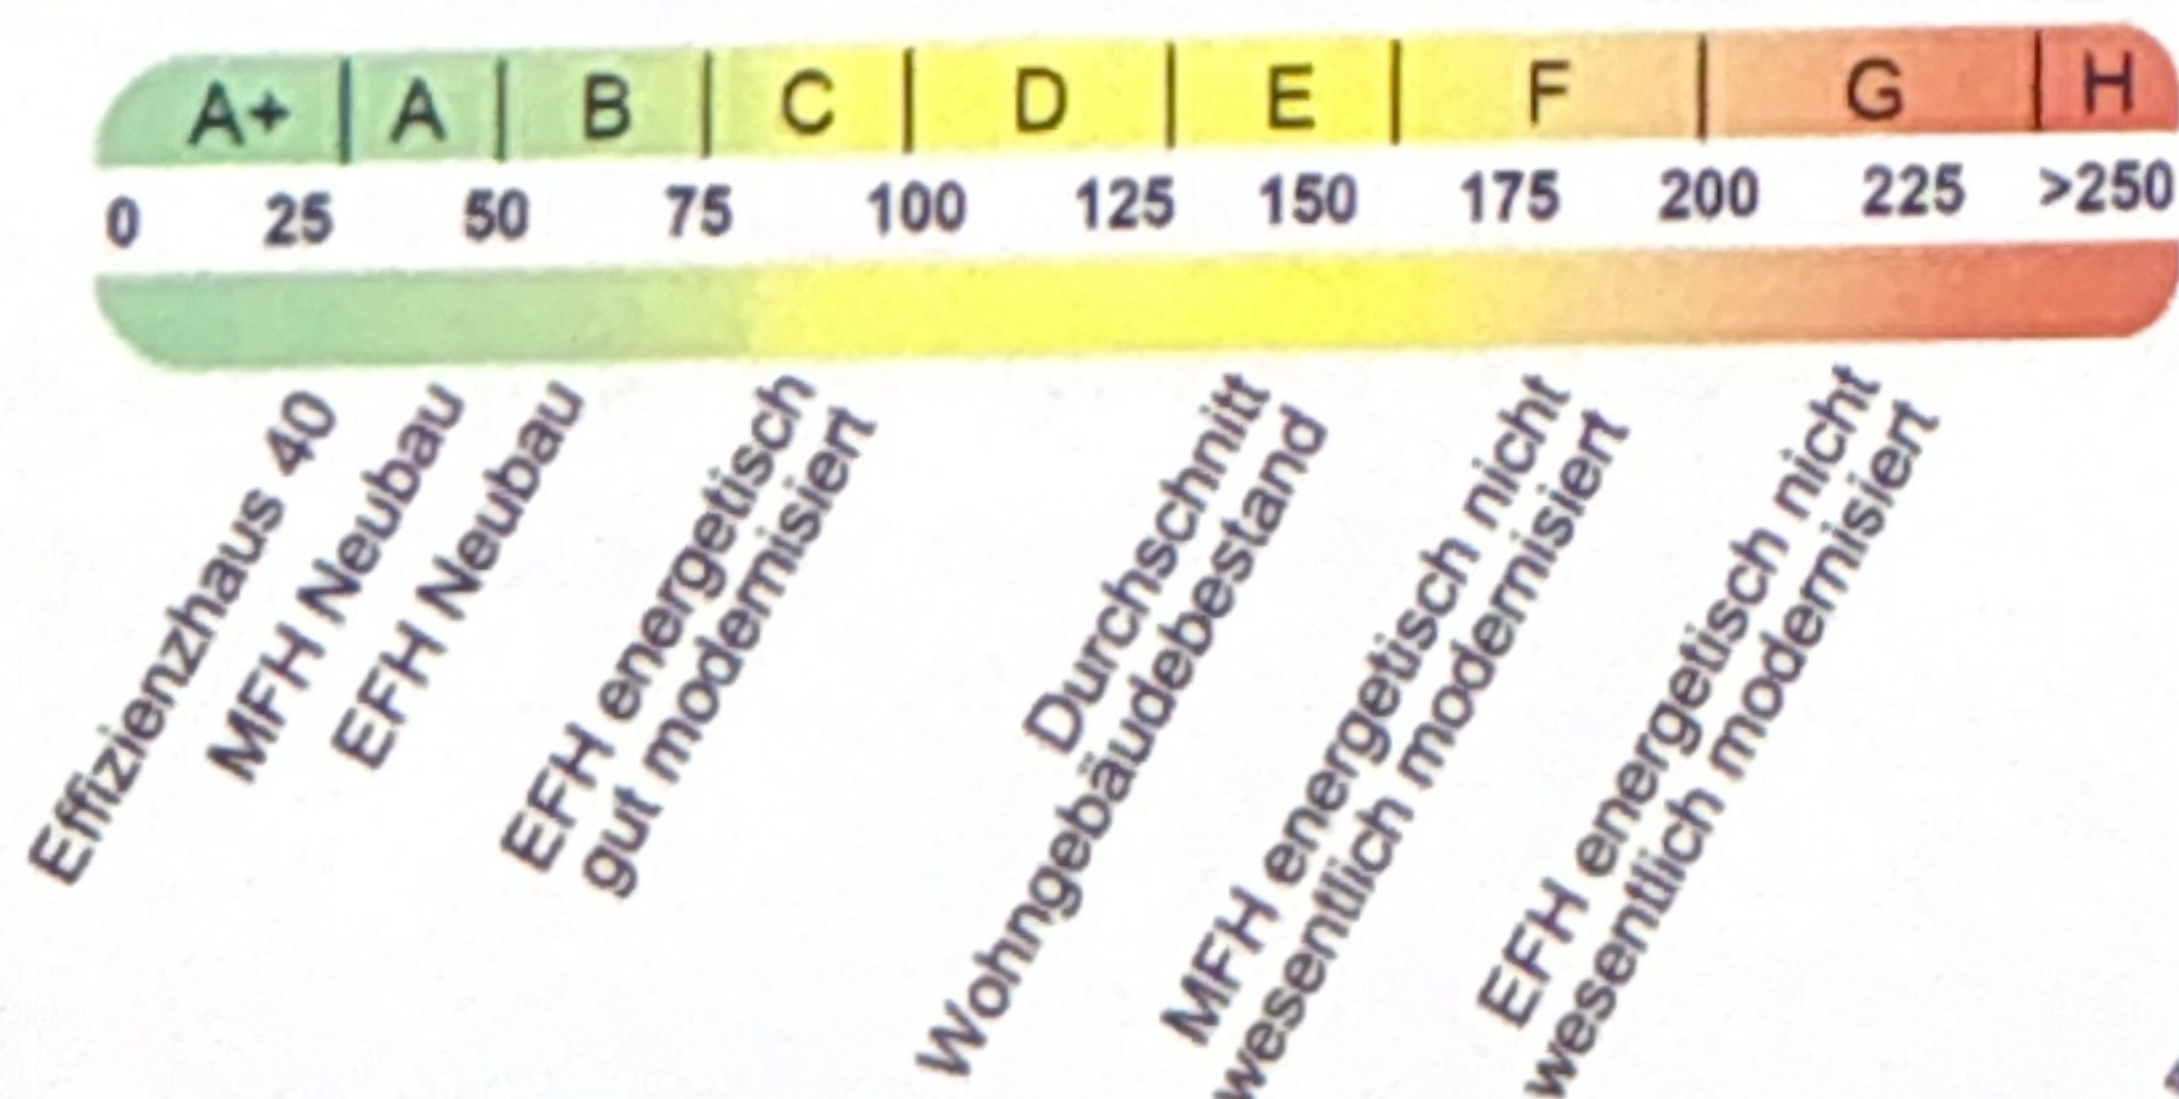 A+ A B C D E F G H
0 25 50 75 100 125 150 175 200 225 >250
Effizienzhaus 40
MFH Neubau
EFH Neubau
EFH energetisch
gut modernisiert
Durchschnitt
Wohngebäudebestand
MFH energetisch nicht
wesentlich modernisiert
EFH energetisch nicht
wesentlich modernisiert